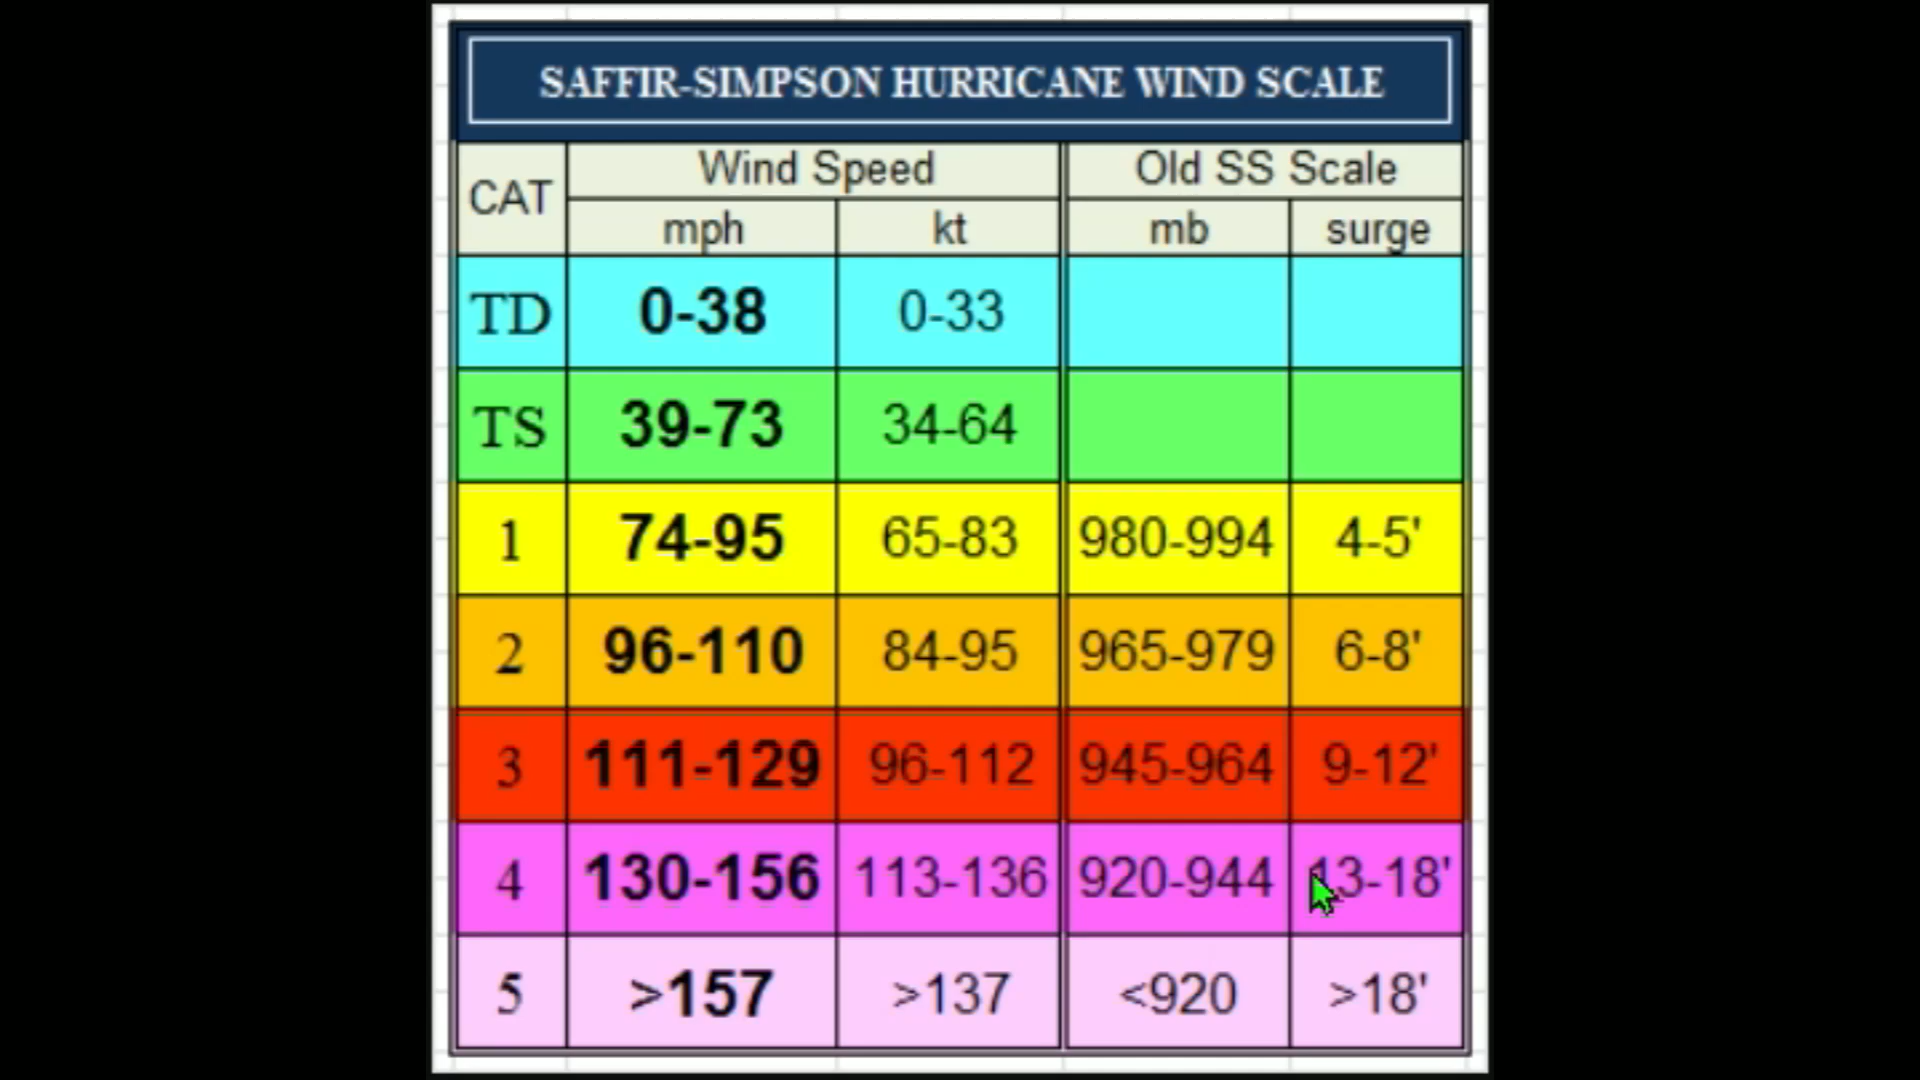 SAFFIR-SIMPSON HURRICANE WIND SCALE
CAT Wind Speed Old SS Scale
mph kt mb surge
TD 0-38 0-33
TS 39-73 34-64
1 74-95 65-83 980-994 4-5'
2 96-110 84-95 965-979 6-8'
3 111-129 96-112 945-964 9-12'
4 130-156 113-136 920-944 13-18'
5 >157 >137 <920 >18'